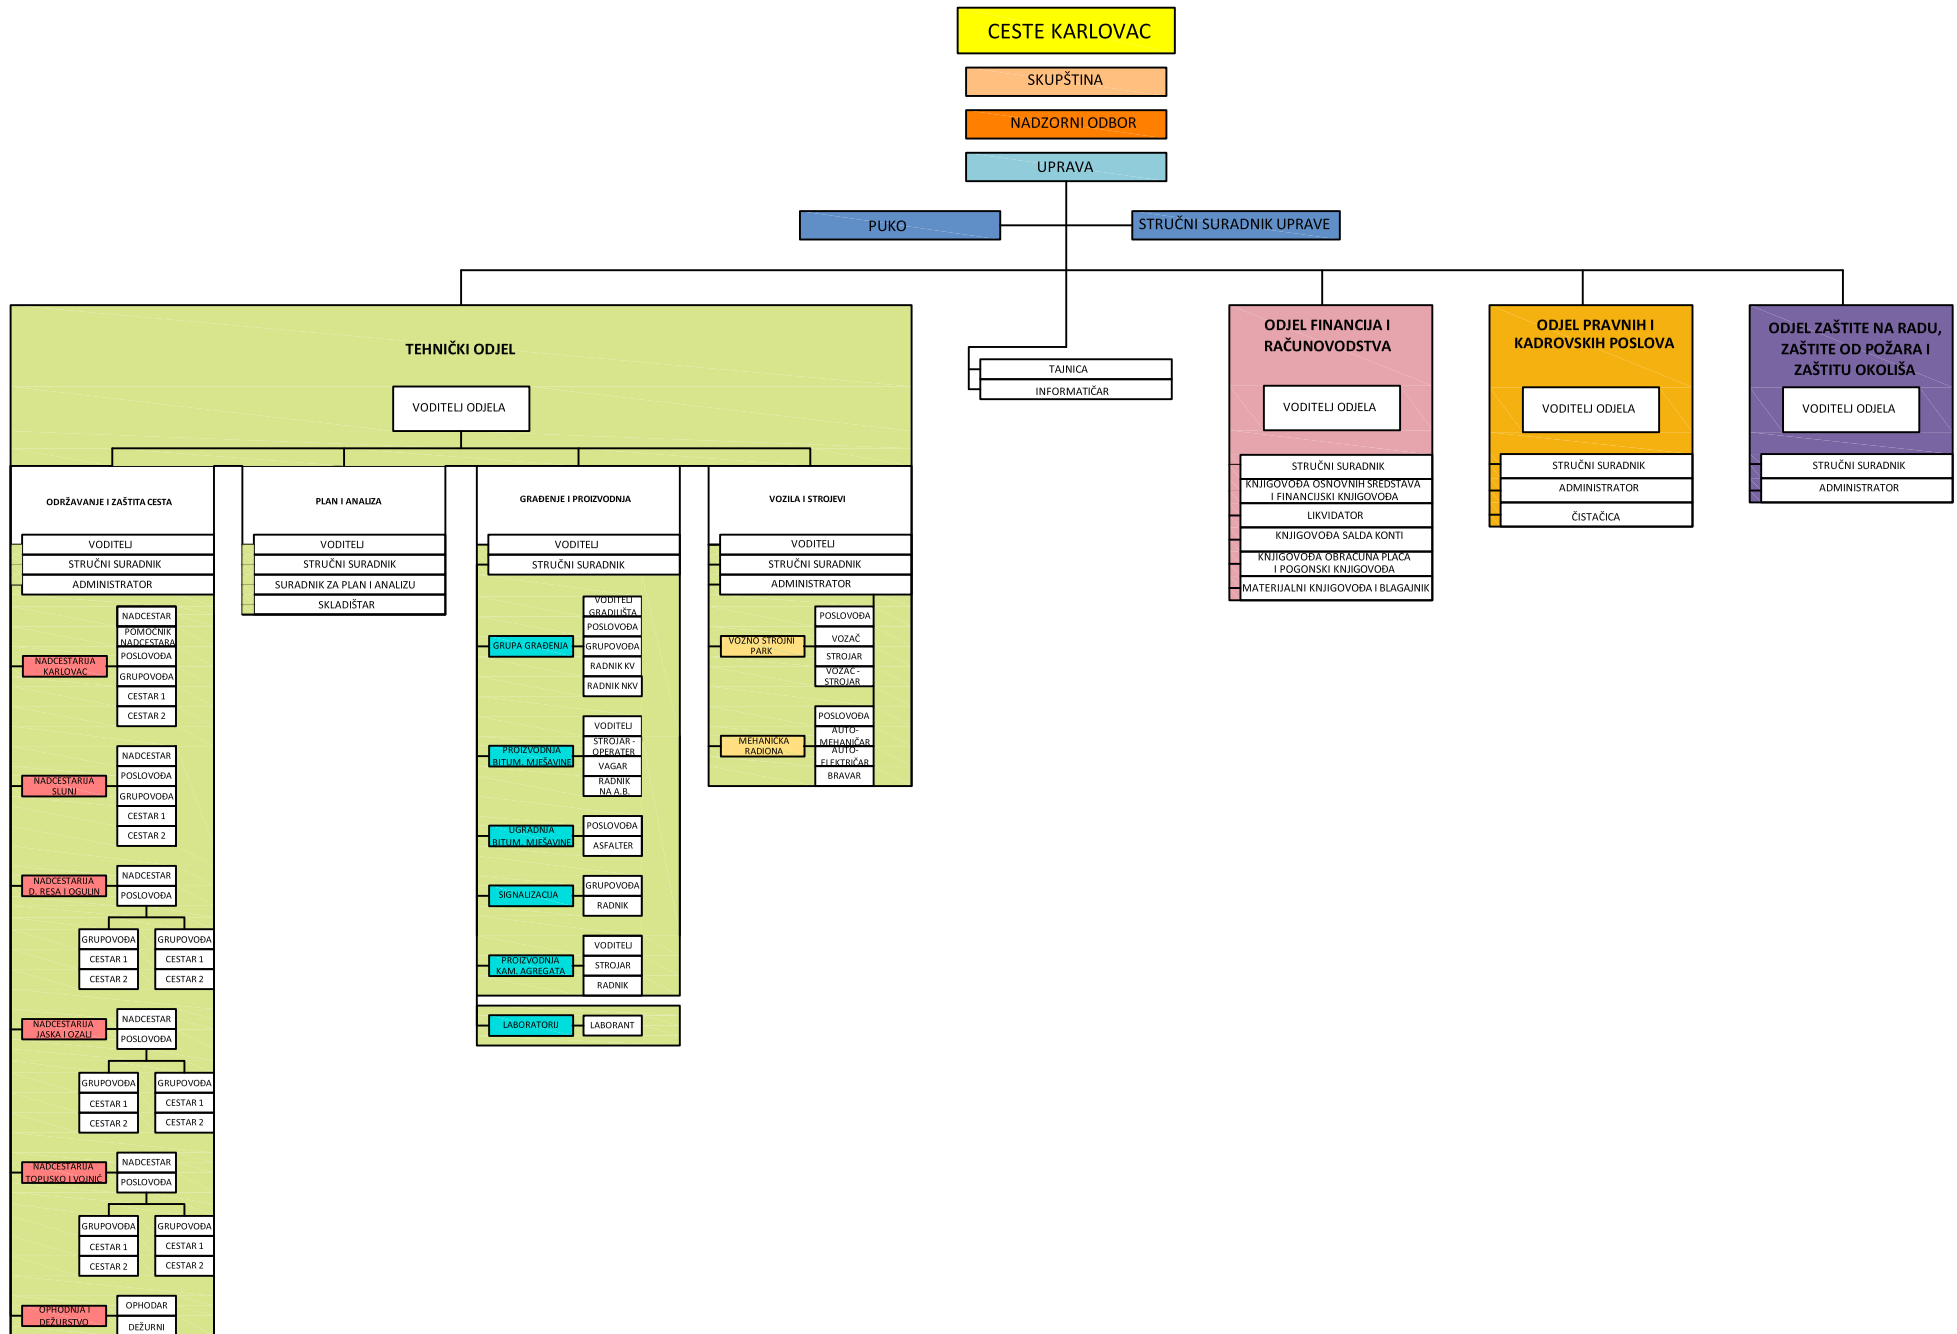 CESTE KARLOVAC
SKUPŠTINA
NADZORNI ODBOR
UPRAVA
PUKO
STRUČNI SURADNIK UPRAVE
TEHNIČKI ODJEL
VODITELJ ODJELA
TAJNICA
INFORMATIČAR
ODJEL FINANCIJA I
RAČUNOVODSTVA
VODITELJ ODJELA
STRUČNI SURADNIK
KNJIGOVOĐA OSNOVNIH SREDSTAVA
I FINANCIJSKI KNJIGOVOĐA
LIKVIDATOR
KNJIGOVOĐA SALDA KONTI
KNJIGOVOĐA OBRAČUNA PLAĆA
I POGONSKI KNJIGOVOĐA
MATERIJALNI KNJIGOVOĐA I BLAGAJNIK
ODJEL PRAVNIH I
KADROVSKIH POSLOVA
VODITELJ ODJELA
STRUČNI SURADNIK
ADMINISTRATOR
ČISTAČICA
ODJEL ZAŠTITE NA RADU,
ZAŠTITE OD POŽARA I
ZAŠTITU OKOLIŠA
VODITELJ ODJELA
STRUČNI SURADNIK
ADMINISTRATOR
ODRŽAVANJE I ZAŠTITA CESTA
VODITELJ
STRUČNI SURADNIK
ADMINISTRATOR
NADCESTARIJA
KARLOVAC
NADCESTAR
POMOĆNIK
NADCESTARA
POSLOVOĐA
GRUPOVOĐA
CESTAR 1
CESTAR 2
NADCESTARIJA
SLUNJ
NADCESTAR
POSLOVOĐA
GRUPOVOĐA
CESTAR 1
CESTAR 2
NADCESTARIJA
D. RESA I OGULIN
NADCESTAR
POSLOVOĐA
GRUPOVOĐA
CESTAR 1
CESTAR 2
GRUPOVOĐA
CESTAR 1
CESTAR 2
NADCESTARIJA
JASKA I OZALJ
NADCESTAR
POSLOVOĐA
GRUPOVOĐA
CESTAR 1
CESTAR 2
GRUPOVOĐA
CESTAR 1
CESTAR 2
NADCESTARIJA
TOPUSKO I VOJNIĆ
NADCESTAR
POSLOVOĐA
GRUPOVOĐA
CESTAR 1
CESTAR 2
GRUPOVOĐA
CESTAR 1
CESTAR 2
OPHODNJA I
DEŽURSTVO
OPHODAR
DEŽURNI
PLAN I ANALIZA
VODITELJ
STRUČNI SURADNIK
SURADNIK ZA PLAN I ANALIZU
SKLADIŠTAR
GRAĐENJE I PROIZVODNJA
VODITELJ
STRUČNI SURADNIK
GRUPA GRAĐENJA
VODITELJ
GRADILIŠTA
POSLOVOĐA
GRUPOVOĐA
RADNIK KV
RADNIK NKV
PROIZVODNJA
BITUM. MJEŠAVINE
VODITELJ
STROJAR -
OPERATER
VAGAR
RADNIK
NA A.B.
UGRADNJA
BITUM. MJEŠAVINE
POSLOVOĐA
ASFALTER
SIGNALIZACIJA
GRUPOVOĐA
RADNIK
PROIZVODNJA
KAM. AGREGATA
VODITELJ
STROJAR
RADNIK
LABORATORIJ
LABORANT
VOZILA I STROJEVI
VODITELJ
STRUČNI SURADNIK
ADMINISTRATOR
VOZNO STROJNI
PARK
POSLOVOĐA
VOZAČ
STROJAR
VOZAČ -
STROJAR
MEHANIČKA
RADIONA
POSLOVOĐA
AUTO-
MEHANIČAR
AUTO-
ELEKTRIČAR
BRAVAR